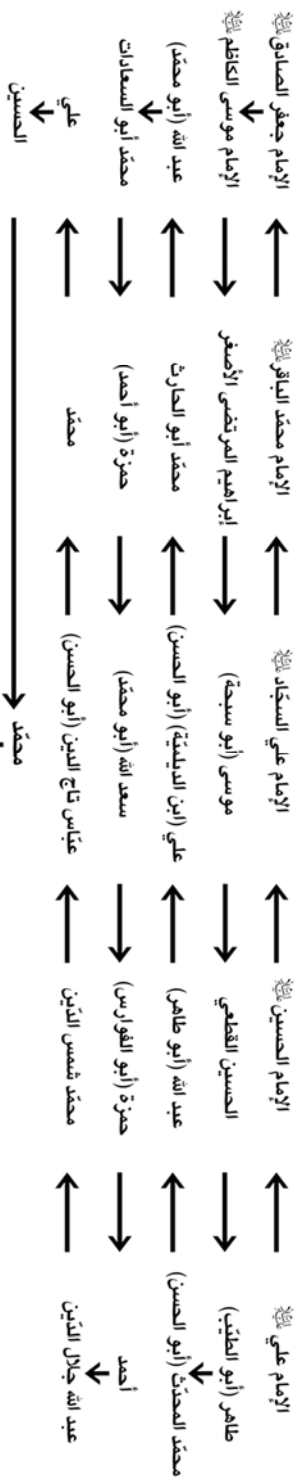 الإمام علي ﵇
الإمام الحسين ﵇
الإمام علي السجّاد ﵇
الإمام محمّد الباقر ﵇
الإمام جعفر الصادق ﵇
الإمام موسى الكاظم ﵇
إبراهيم المرتضى الأصغر
موسى (أبو سبحة)
الحسين القطعي
طاهر (أبو الطيّب)
محمّد المحدّث (أبو الحسن)
عبد الله (أبو طاهر)
علي (ابن الديلميّة) (أبو الحسن)
محمّد أبو الحارث
عبد الله (أبو محمّد)
محمّد أبو السعادات
حمزة (أبو أحمد)
سعد الله (أبو محمّد)
حمزة (أبو الفوارس)
أحمد
عبد الله جلال الدّين
محمّد شمس الدّين
عبّاس تاج الدين (أبو الحسن)
محمّد
علي
الحسين
محمّد